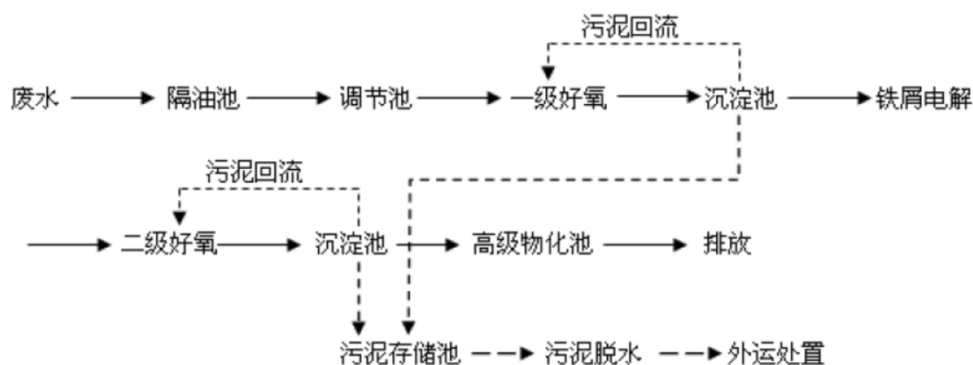 污泥回流
废水 隔油池 调节池 一级好氧 沉淀池 铁屑电解
污泥回流
二级好氧 沉淀池 高级物化池 排放
污泥存储池 污泥脱水 外运处置